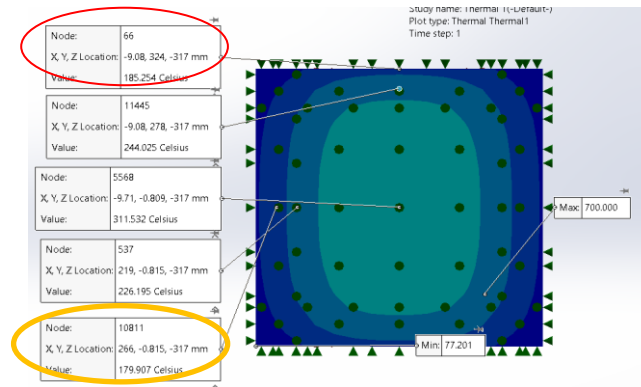 Study name: Thermal 1(-Default-)
Plot type: Thermal Thermal1
Time step: 1
Node: 66
X, Y, Z Location: -9.08, 324, -317 mm
Value: 185.254 Celsius
Node: 11445
X, Y, Z Location: -9.08, 278, -317 mm
Value: 244.025 Celsius
Node: 5568
X, Y, Z Location: -9.71, -0.809, -317 mm
Value: 311.532 Celsius
Node: 537
X, Y, Z Location: 219, -0.815, -317 mm
Value: 226.195 Celsius
Node: 10811
X, Y, Z Location: 266, -0.815, -317 mm
Value: 179.907 Celsius
Max: 700.000
Min: 77.201